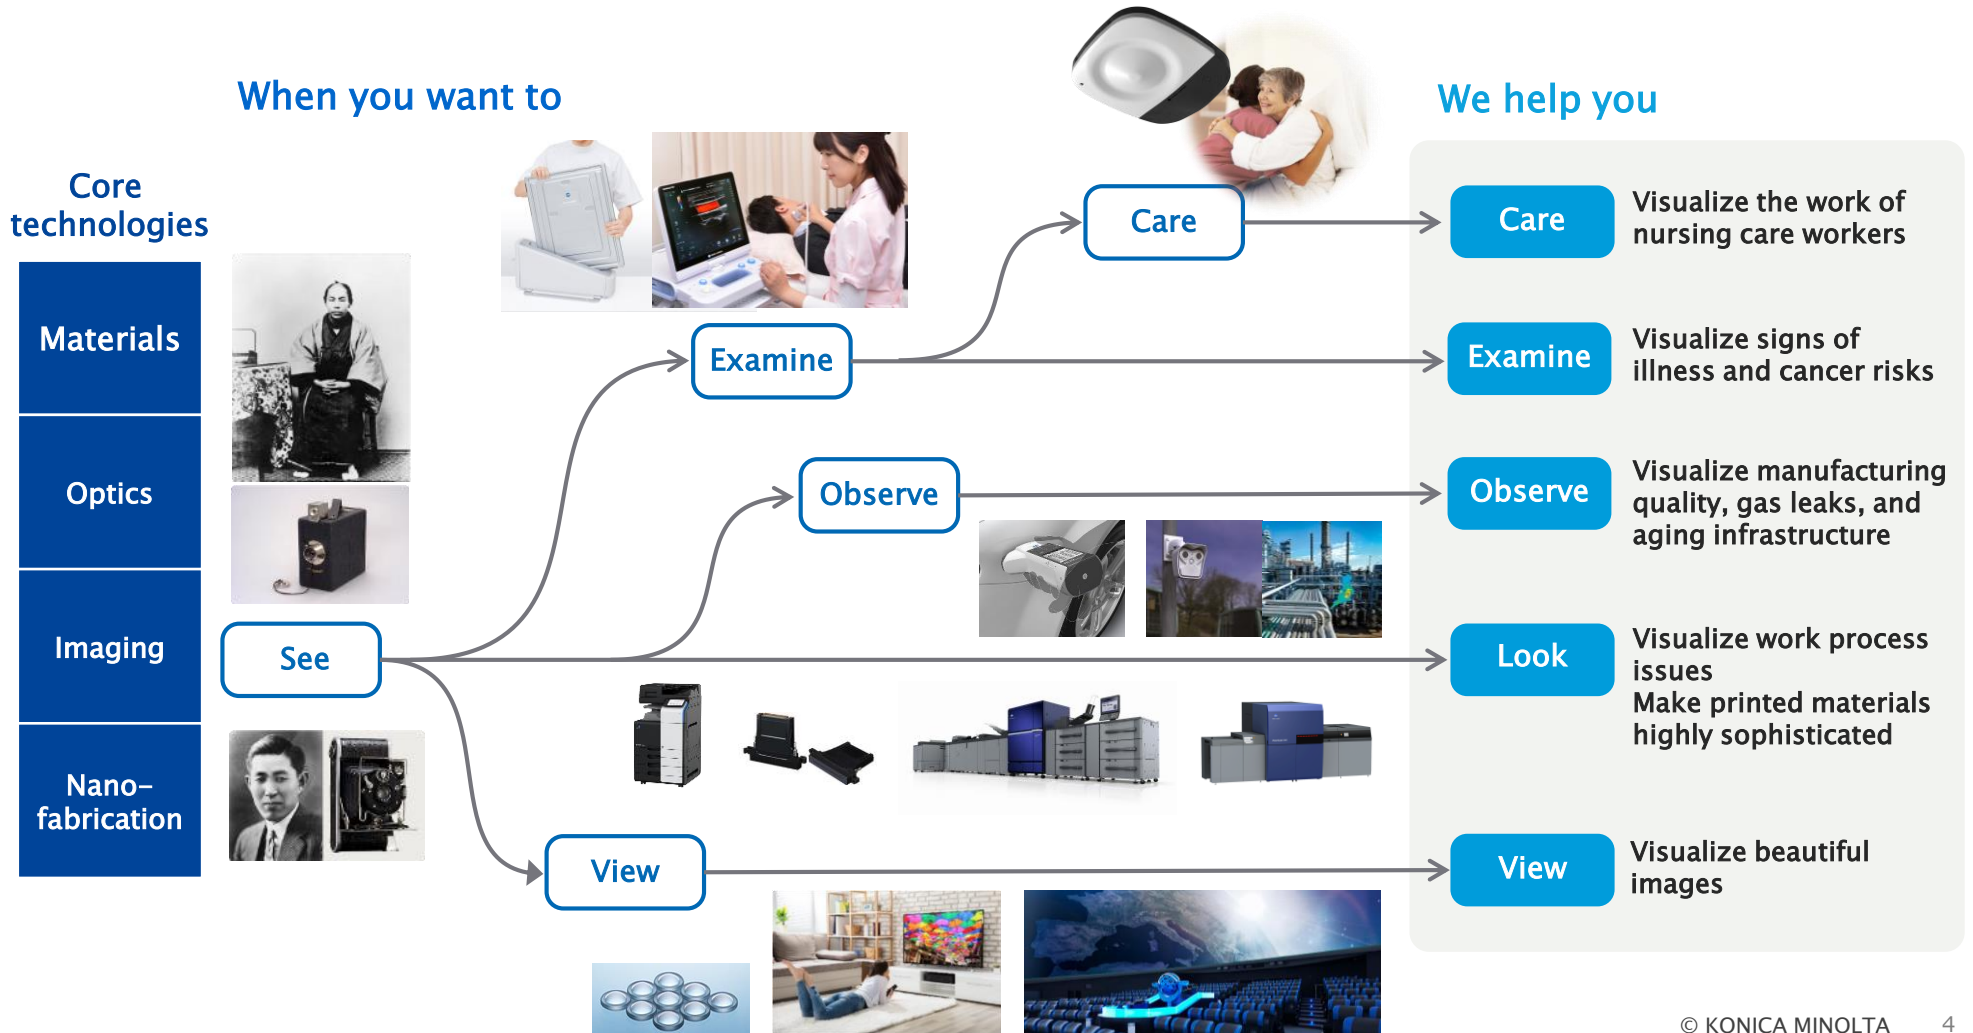 When you want to
We help you
Core
technologies
Materials
Optics
Imaging
Nano-
fabrication
See
Examine
Care
Observe
View
Care
Visualize the work of
nursing care workers
Examine
Visualize signs of
illness and cancer risks
Observe
Visualize manufacturing
quality, gas leaks, and
aging infrastructure
Look
Visualize work process
issues
Make printed materials
highly sophisticated
View
Visualize beautiful
images
© KONICA MINOLTA
4